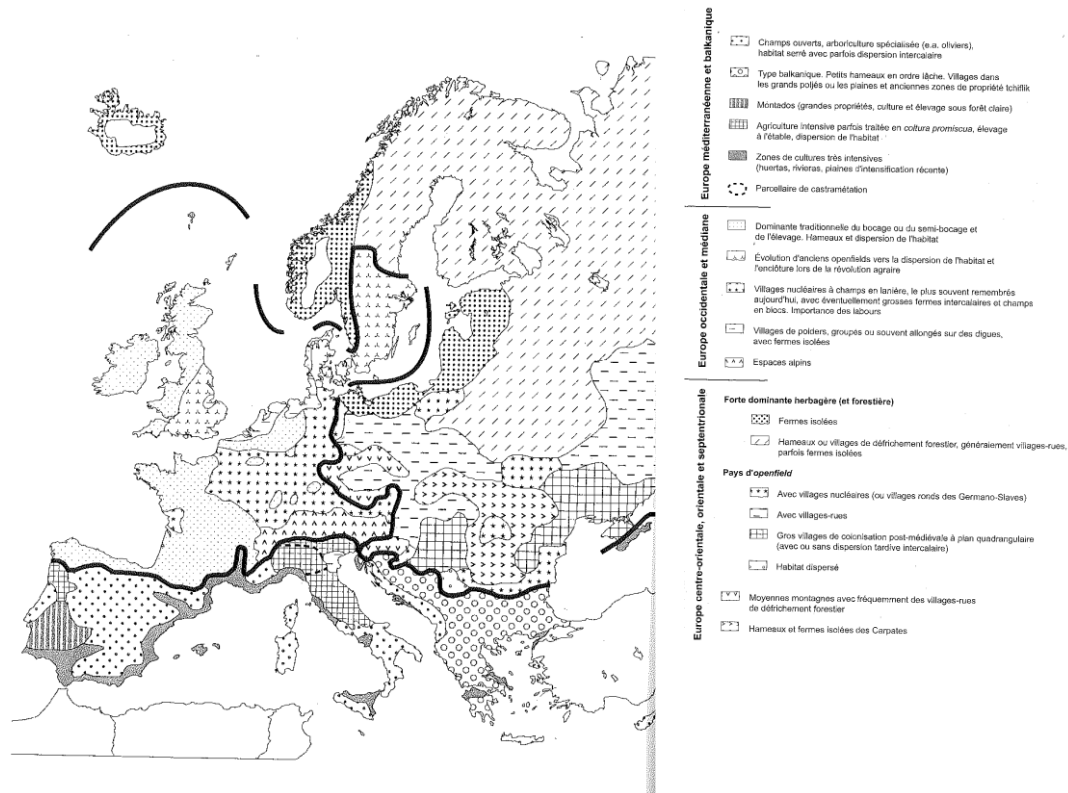 Europe méditerranéenne et balkanique
Champs ouverts, arboriculture spécialisée (e.a. oliviers),
habitat serré avec parfois dispersion intercalaire
Type balkanique. Petits hameaux en ordre lâche. Villages dans
les grands poljés ou les plaines et anciennes zones de propriété tchiflik
Montados (grandes propriétés, culture et élevage sous forêt claire)
Agriculture intensive parfois traitée en coltura promiscua, élevage
à l'étable, dispersion de l'habitat
Zones de cultures très intensives
(huertas, rivieras, plaines d'intensification récente)
Parcellaire de castramétation
Europe occidentale et médiane
Dominante traditionnelle du bocage ou du semi-bocage et
de l'élevage. Hameaux et dispersion de l'habitat
Évolution d'anciens openfields vers la dispersion de l'habitat et
l'enclôture lors de la révolution agraire
Villages nucléaires à champs en lanière, le plus souvent remembrés
aujourd'hui, avec éventuellement grosses fermes intercalaires et champs
en blocs. Importance des labours
Villages de polders, groupés ou souvent allongés sur des digues,
avec fermes isolées
Espaces alpins
Europe centre-orientale, orientale et septentrionale
Forte dominante herbagère (et forestière)
Fermes isolées
Hameaux ou villages de défrichement forestier, généralement villages-rues,
parfois fermes isolées
Pays d'openfield
Avec villages nucléaires (ou villages ronds des Germano-Slaves)
Avec villages-rues
Gros villages de colonisation post-médiévale à plan quadrangulaire
(avec ou sans dispersion tardive intercalaire)
Habitat dispersé
Moyennes montagnes avec fréquemment des villages-rues
de défrichement forestier
Hameaux et fermes isolées des Carpates